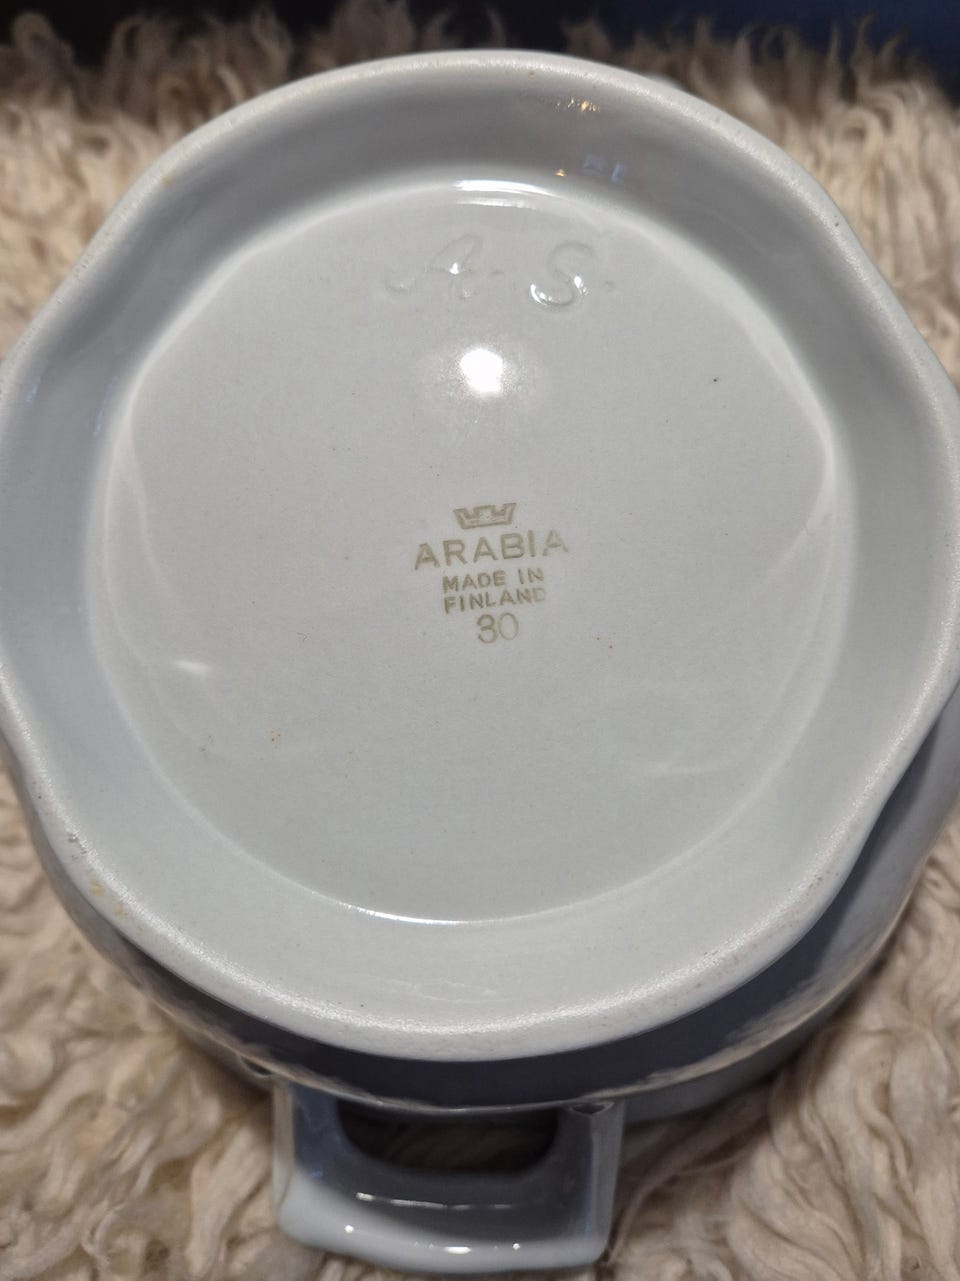 A. S.
ARABIA
MADE IN
FINLAND
30